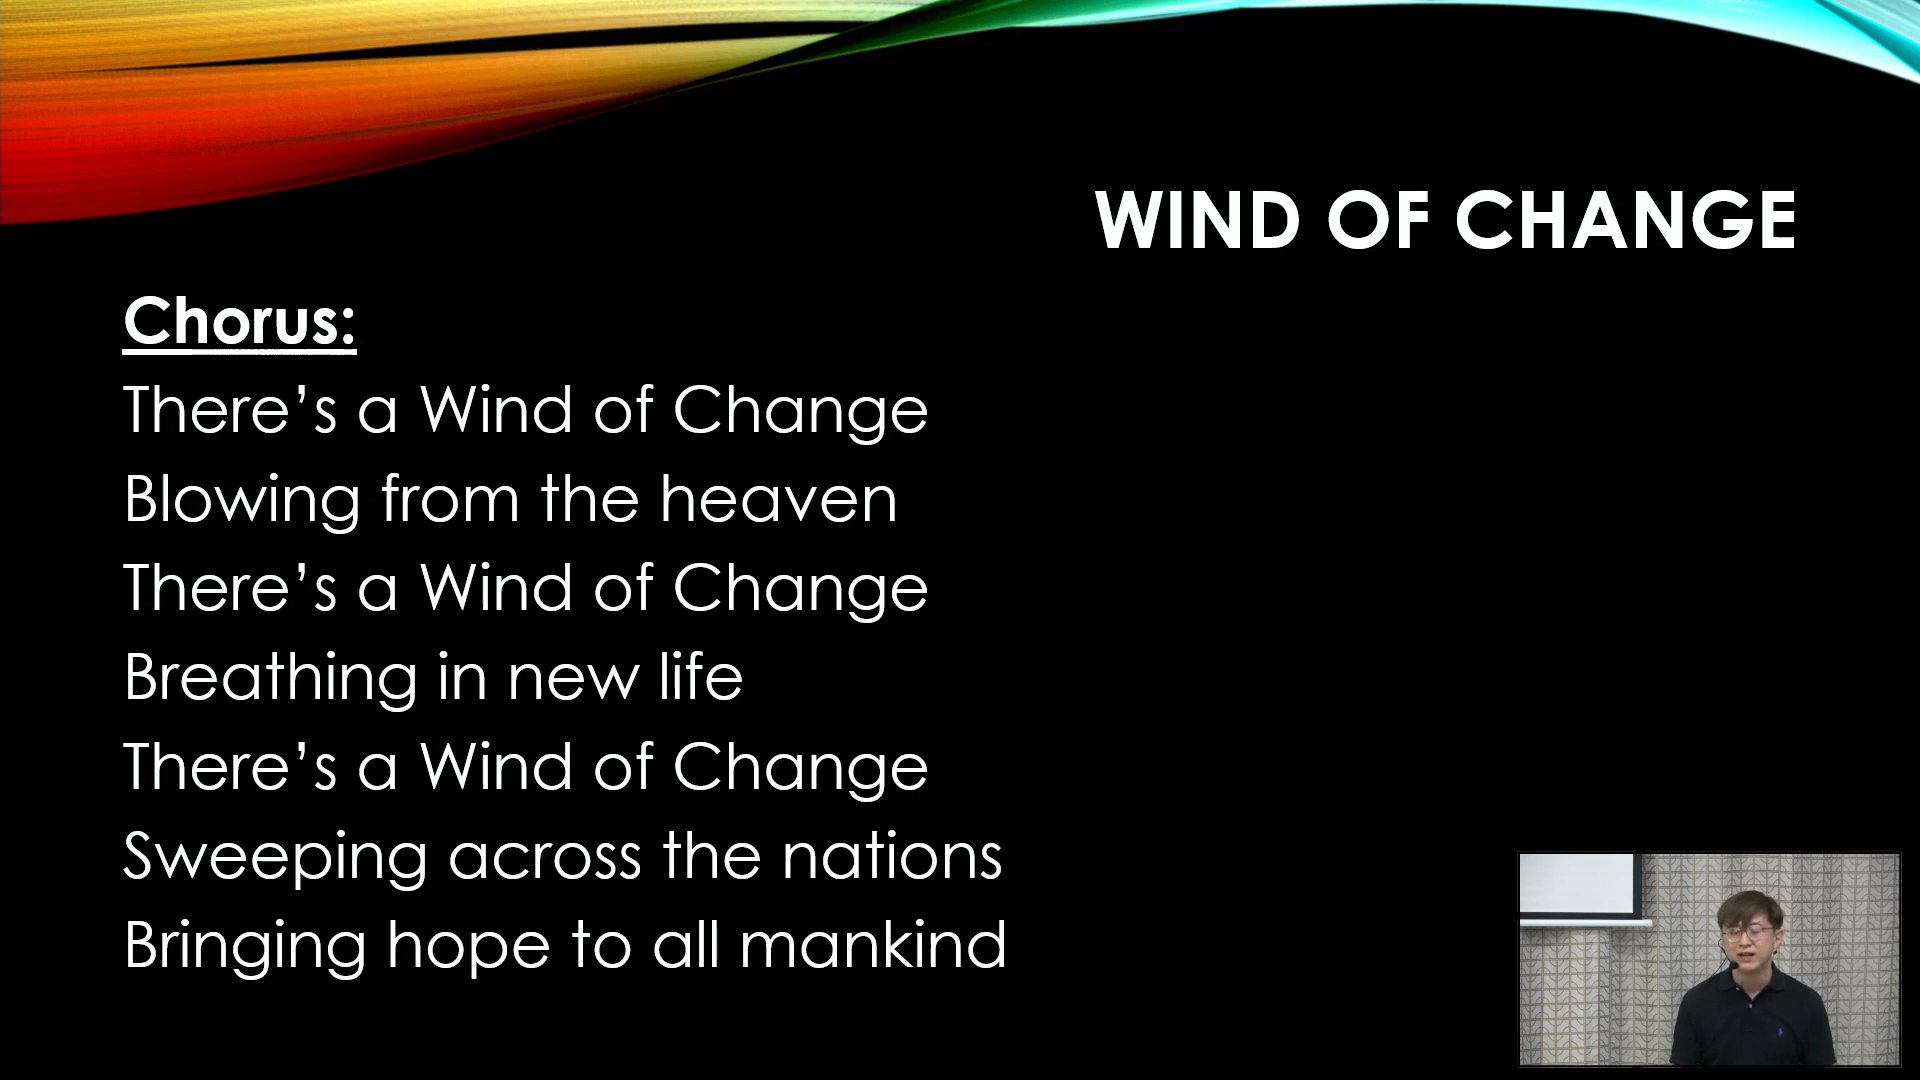 WIND OF CHANGE
Chorus:
There’s a Wind of Change
Blowing from the heaven
There’s a Wind of Change
Breathing in new life
There’s a Wind of Change
Sweeping across the nations
Bringing hope to all mankind